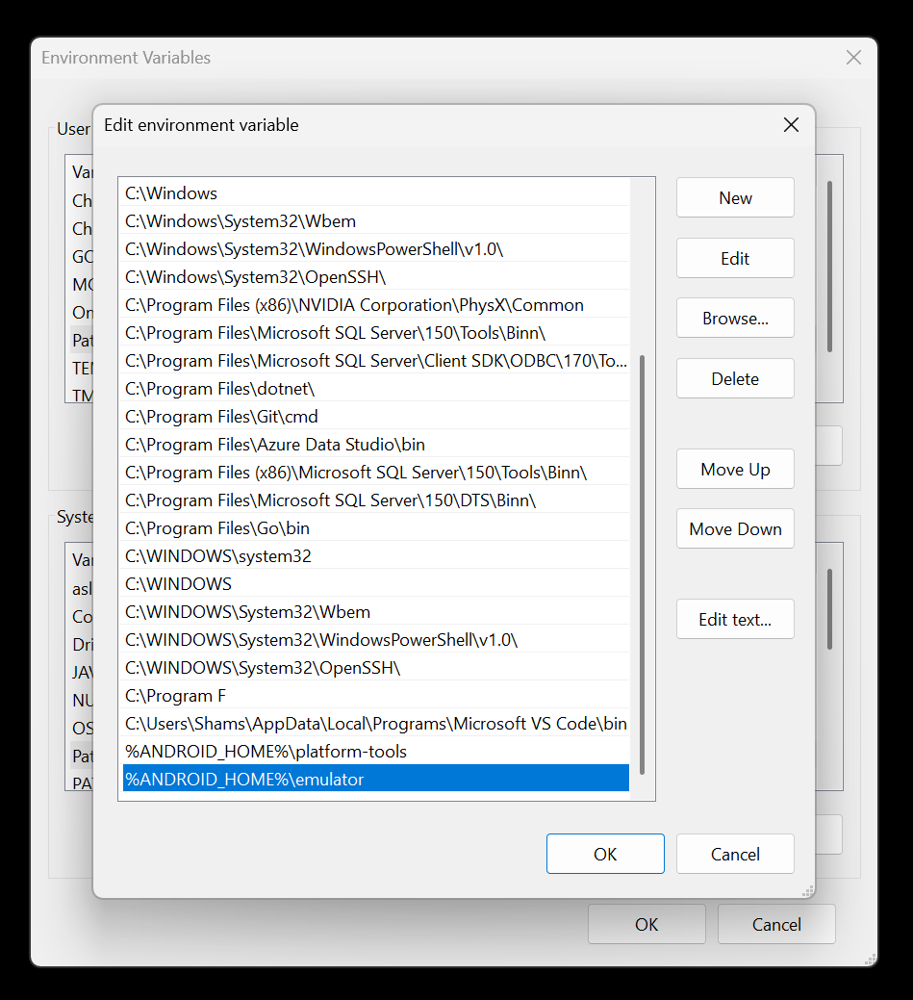 Environment Variables
Edit environment variable
User
Var
Ch
Ch
GO
Pat
TE
TM
C:\Windows
C:\Windows\System32\Wbem
C:\Windows\System32\WindowsPowerShell\v1.0\
C:\Windows\System32\OpenSSH\
C:\Program Files (x86)\NVIDIA Corporation\PhysX\Common
C:\Program Files\Microsoft SQL Server\150\Tools\Binn\
C:\Program Files\Microsoft SQL Server\Client SDK\ODBC\170\To...
C:\Program Files\dotnet\
C:\Program Files\Git\cmd
C:\Program Files\Azure Data Studio\bin
C:\Program Files (x86)\Microsoft SQL Server\150\Tools\Binn\
C:\Program Files\Microsoft SQL Server\150\DTS\Binn\
C:\Program Files\Go\bin
C:\WINDOWS\system32
C:\WINDOWS
C:\WINDOWS\System32\Wbem
C:\WINDOWS\System32\WindowsPowerShell\v1.0\
C:\WINDOWS\System32\OpenSSH\
C:\Program F
C:\Users\Shams\AppData\Local\Programs\Microsoft VS Code\bin
%ANDROID_HOME%\platform-tools
%ANDROID_HOME%\emulator
New
Edit
Browse...
Delete
Move Up
Move Down
Edit text...
Syste
Var
Co
Dri
JAV
NU
OS
Pat
PA
OK
Cancel
OK
Cancel